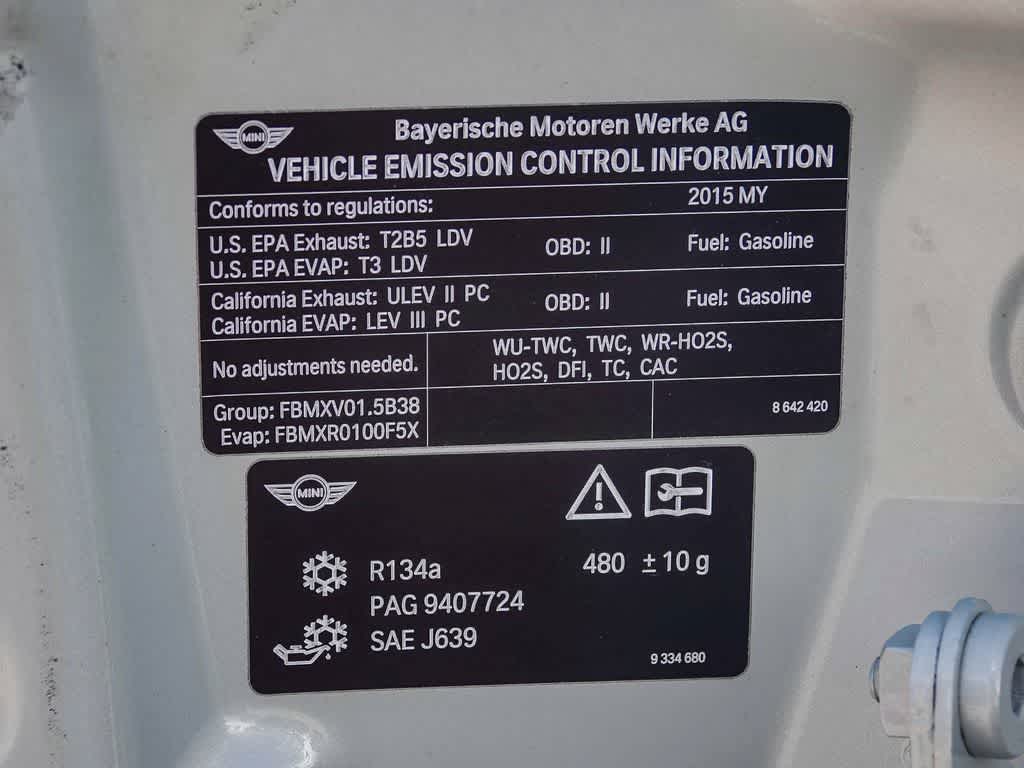 MINI
Bayerische Motoren Werke AG
VEHICLE EMISSION CONTROL INFORMATION
Conforms to regulations: 2015 MY
U.S. EPA Exhaust: T2B5 LDV OBD: II Fuel: Gasoline
U.S. EPA EVAP: T3 LDV
California Exhaust: ULEV II PC OBD: II Fuel: Gasoline
California EVAP: LEV III PC
No adjustments needed.
WU-TWC, TWC, WR-HO2S,
HO2S, DFI, TC, CAC
Group: FBMXV01.5B38
Evap: FBMXR0100F5X
8 642 420
MINI
R134a 480 ±10 g
PAG 9407724
SAE J639
9 334 680